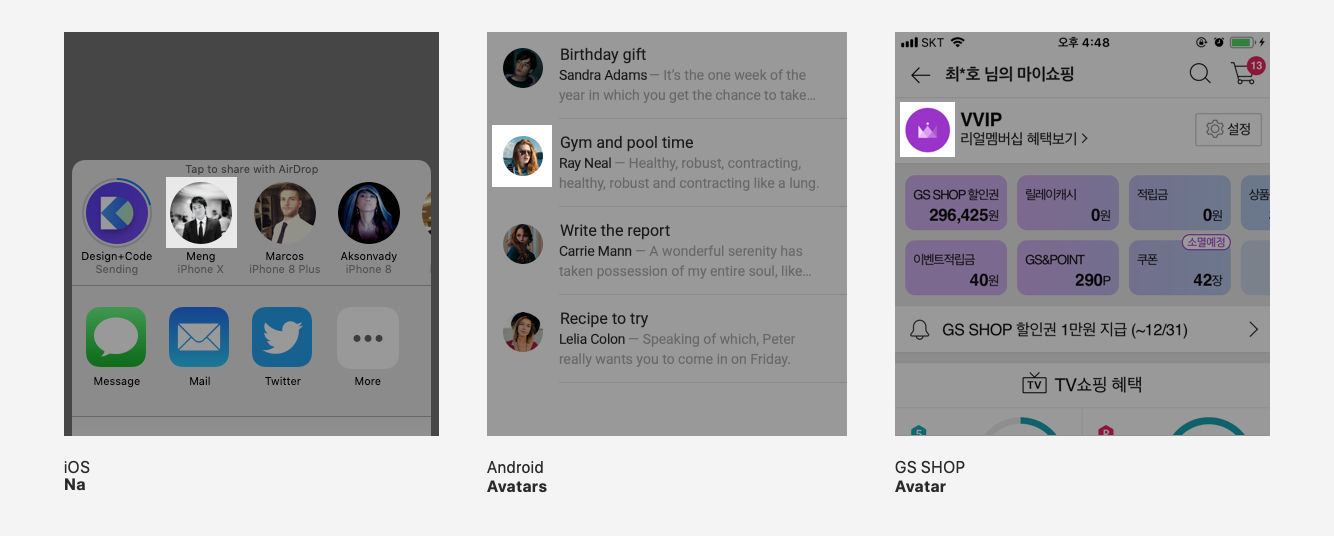 Tap to share with AirDrop
Design+Code
Sending
Meng
iPhone X
Marcos
iPhone 8 Plus
Aksonvady
iPhone 8
Message
Mail
Twitter
More
iOS
Na
Birthday gift
Sandra Adams — It's the one week of the
year in which you get the chance to take…
Gym and pool time
Ray Neal — Healthy, robust, contracting,
healthy, robust and contracting like a lung.
Write the report
Carrie Mann — A wonderful serenity has
taken possession of my entire soul, like…
Recipe to try
Lelia Colon — Speaking of which, Peter
really wants you to come in on Friday.
Android
Avatars
SKT
오후 4:48
최*호 님의 마이쇼핑
13
VVIP
리얼멤버십 혜택보기 >
설정
GS SHOP 할인권
296,425원
릴레이캐시
0원
적립금
0원
상품
이벤트적립금
40원
GS&POINT
290P
소멸예정
쿠폰
42장
GS SHOP 할인권 1만원 지급 (~12/31)
TV
TV쇼핑 혜택
GS SHOP
Avatar